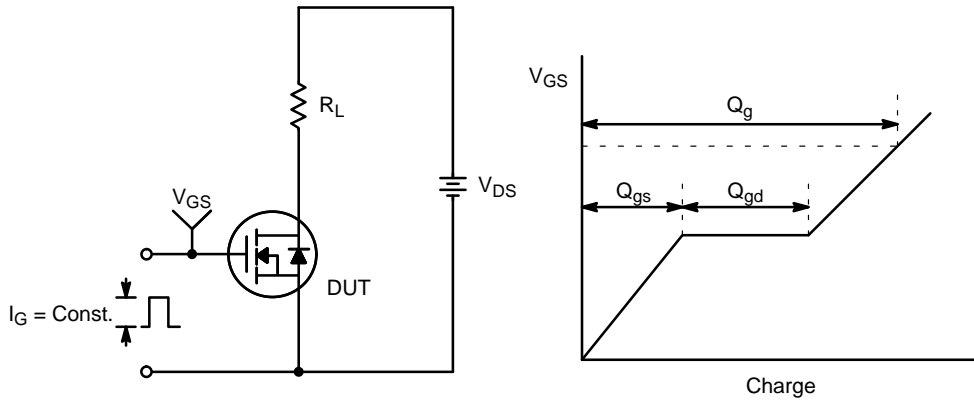 R_L
V_GS
V_DS
DUT
I_G = Const.
V_GS
Q_g
Q_gs
Q_gd
Charge